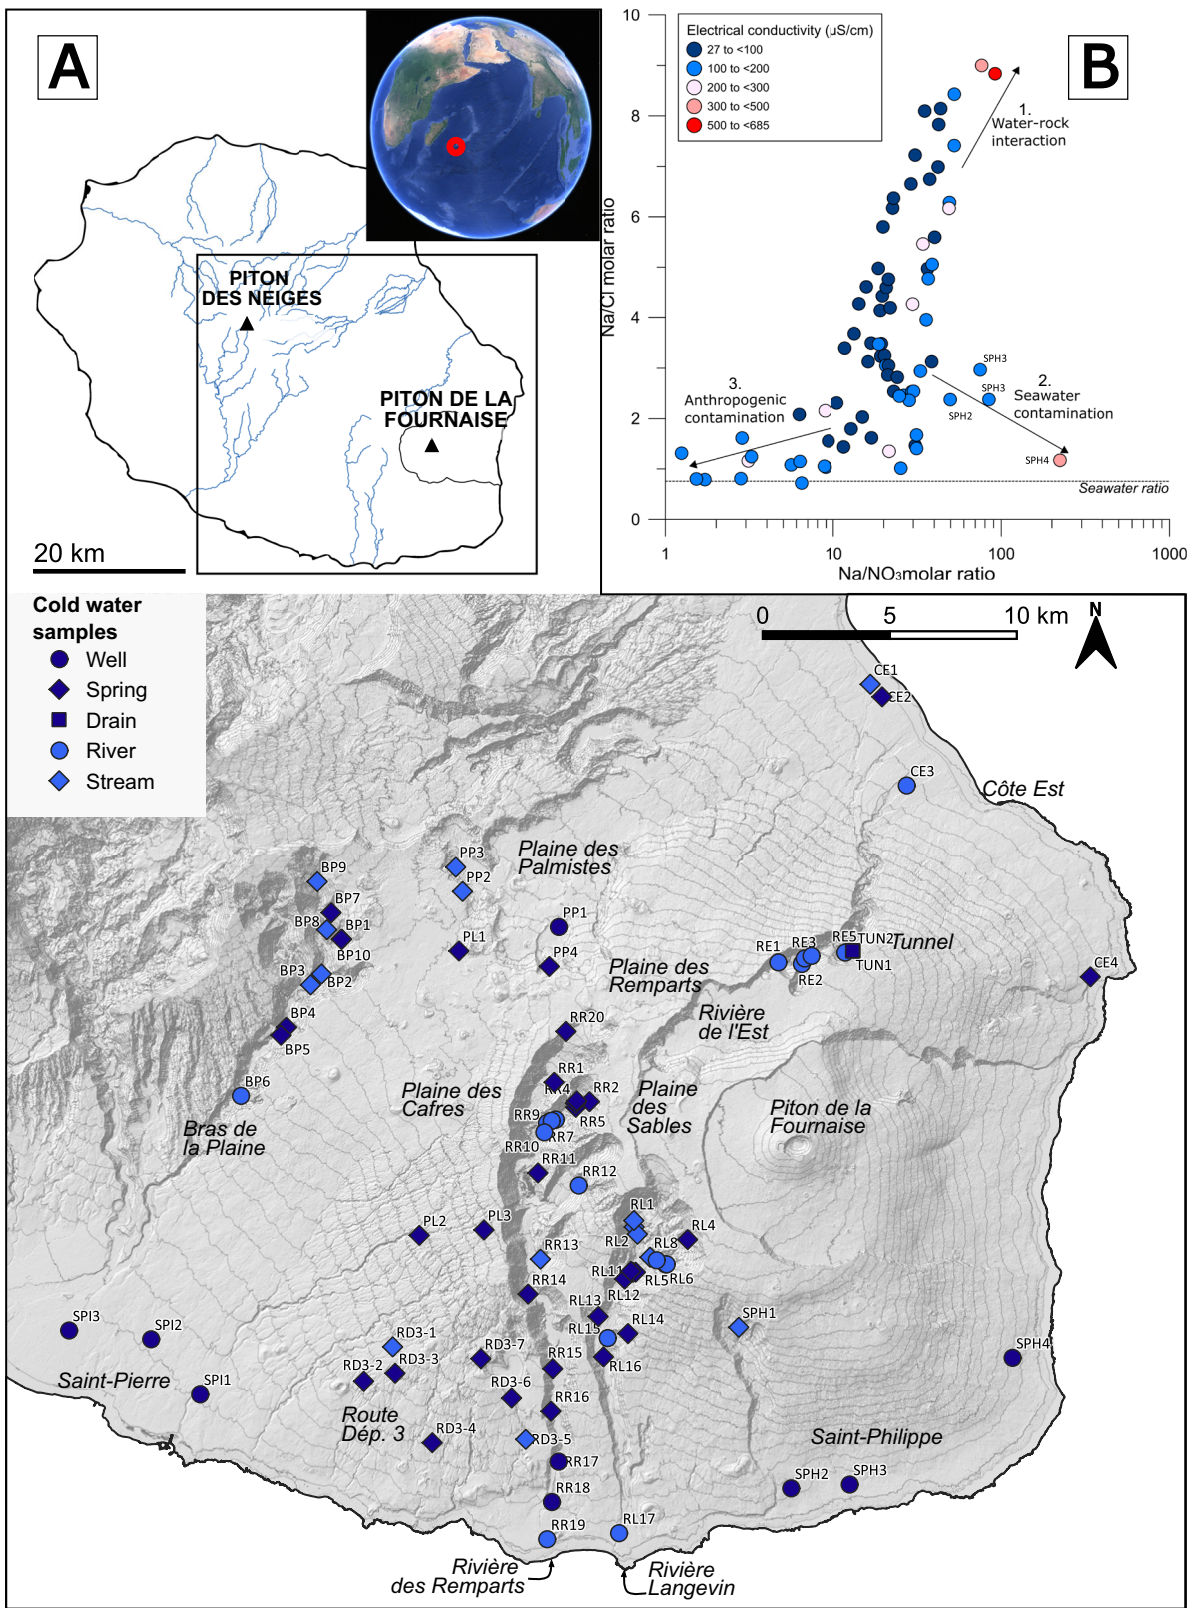 A
PITON
DES NEIGES
PITON DE LA
FOURNAISE
20 km
B
Electrical conductivity (µS/cm)
27 to <100
100 to <200
200 to <300
300 to <500
500 to <685
10
8
6
4
2
0
Na/Cl molar ratio
1.
Water-rock
interaction
3.
Anthropogenic
contamination
2.
Seawater
contamination
SPH3
SPH3
SPH2
SPH4
Seawater ratio
1
10
100
1000
Na/NO3molar ratio
Cold water
samples
Well
Spring
Drain
River
Stream
0
5
10 km
N
CE1
CE2
CE3
Côte Est
PP3
PP2
Plaine des
Palmistes
BP9
BP7
BP8
BP1
BP10
PP1
PL1
PP4
BP3
BP2
Plaine des
Remparts
RE1
RE3
RE2
RE5
TUN2
TUN1
Tunnel
CE4
Rivière
de l'Est
BP4
BP5
RR20
BP6
Bras de
la Plaine
Plaine des
Cafres
RR1
RR4
RR2
RR5
RR9
RR7
RR10
RR11
RR12
Plaine
des
Sables
Piton de la
Fournaise
PL2
PL3
RL1
RL2
RL4
RL8
RR13
RL11
RL5
RL6
RR14
RL12
RL13
RL14
RL15
SPH1
SPI3
SPI2
SPI1
Saint-Pierre
RD3-1
RD3-2
RD3-3
RD3-7
RR15
RL16
SPH4
RD3-6
RR16
Route
Dép. 3
RD3-4
RD3-5
Saint-Philippe
RR17
SPH2
SPH3
RR18
RR19
RL17
Rivière
des Remparts
Rivière
Langevin